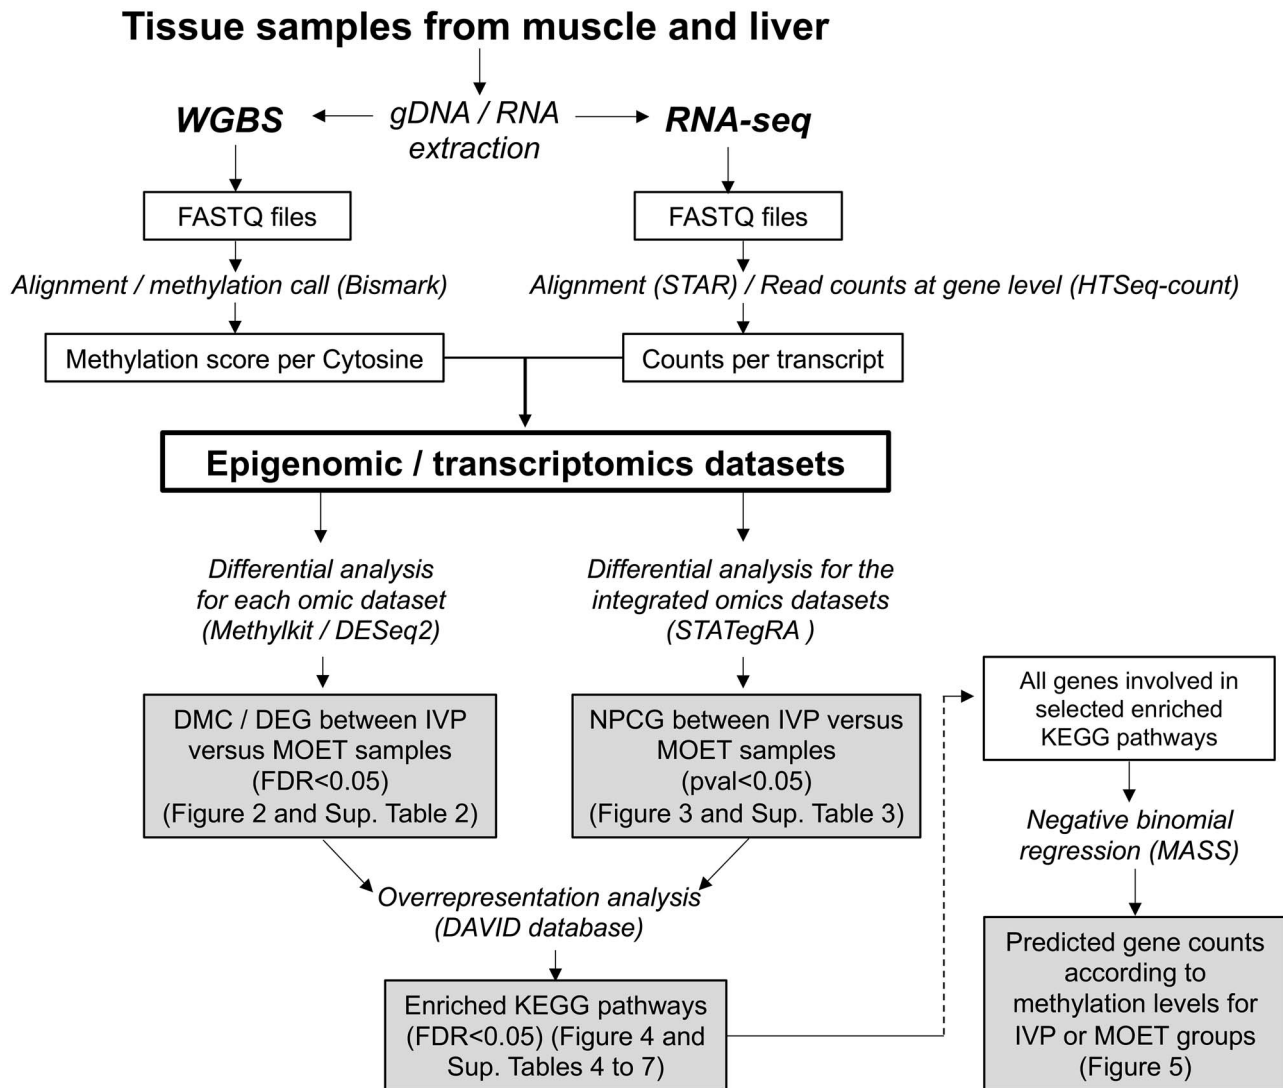 Tissue samples from muscle and liver
WGBS
gDNA / RNA
extraction
RNA-seq
FASTQ files
FASTQ files
Alignment / methylation call (Bismark)
Alignment (STAR) / Read counts at gene level (HTSeq-count)
Methylation score per Cytosine
Counts per transcript
Epigenomic / transcriptomics datasets
Differential analysis
for each omic dataset
(Methylkit / DESeq2)
Differential analysis for the
integrated omics datasets
(STATegRA )
DMC / DEG between IVP
versus MOET samples
(FDR<0.05)
(Figure 2 and Sup. Table 2)
NPCG between IVP versus
MOET samples
(pval<0.05)
(Figure 3 and Sup. Table 3)
Overrepresentation analysis
(DAVID database)
Enriched KEGG pathways
(FDR<0.05) (Figure 4 and
Sup. Tables 4 to 7)
All genes involved in
selected enriched
KEGG pathways
Negative binomial
regression (MASS)
Predicted gene counts
according to
methylation levels for
IVP or MOET groups
(Figure 5)